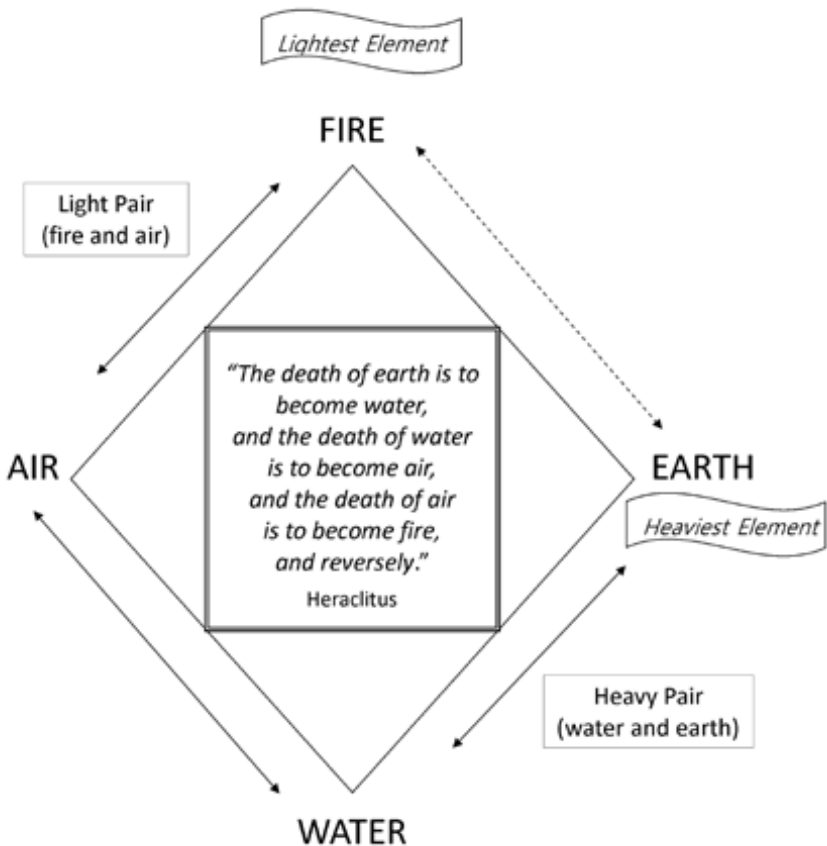 Lightest Element
FIRE
Light Pair
(fire and air)
“The death of earth is to
become water,
and the death of water
is to become air,
and the death of air
is to become fire,
and reversely.”
Heraclitus
AIR
EARTH
Heaviest Element
Heavy Pair
(water and earth)
WATER